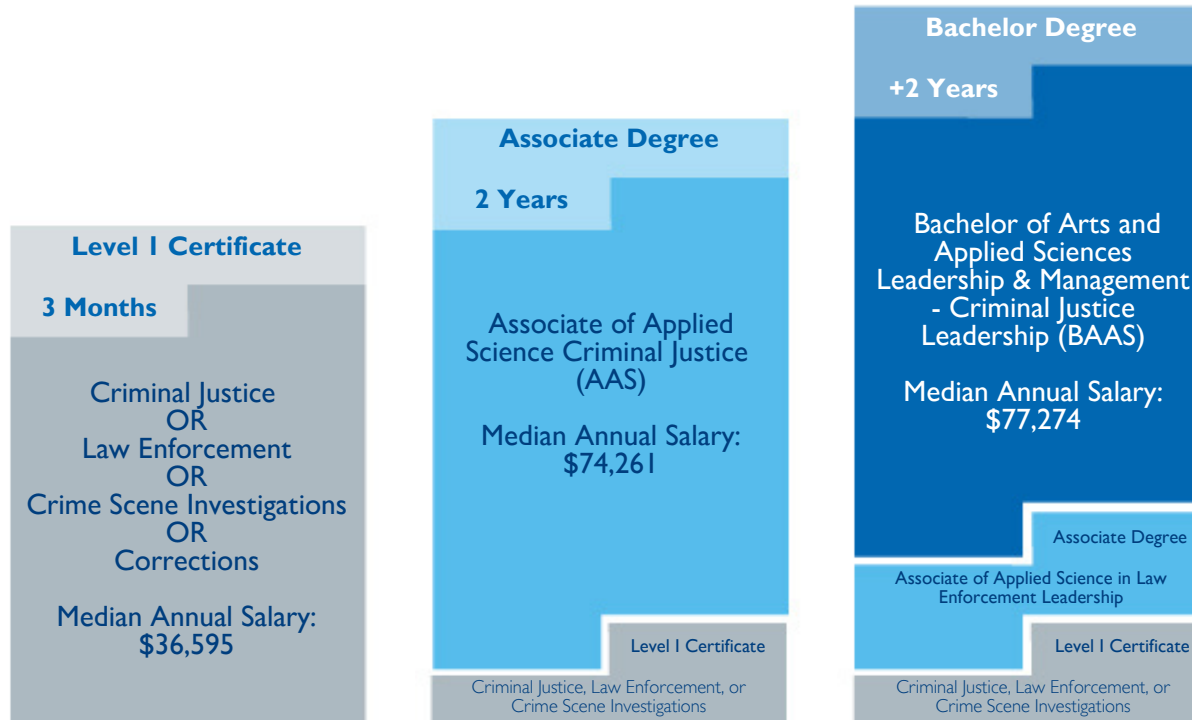 Level I Certificate
3 Months
Criminal Justice
OR
Law Enforcement
OR
Crime Scene Investigations
OR
Corrections
Median Annual Salary:
$36,595
Associate Degree
2 Years
Associate of Applied
Science Criminal Justice
(AAS)
Median Annual Salary:
$74,261
Level I Certificate
Criminal Justice, Law Enforcement, or
Crime Scene Investigations
Bachelor Degree
+2 Years
Bachelor of Arts and
Applied Sciences
Leadership & Management
- Criminal Justice
Leadership (BAAS)
Median Annual Salary:
$77,274
Associate Degree
Associate of Applied Science in Law
Enforcement Leadership
Level I Certificate
Criminal Justice, Law Enforcement, or
Crime Scene Investigations